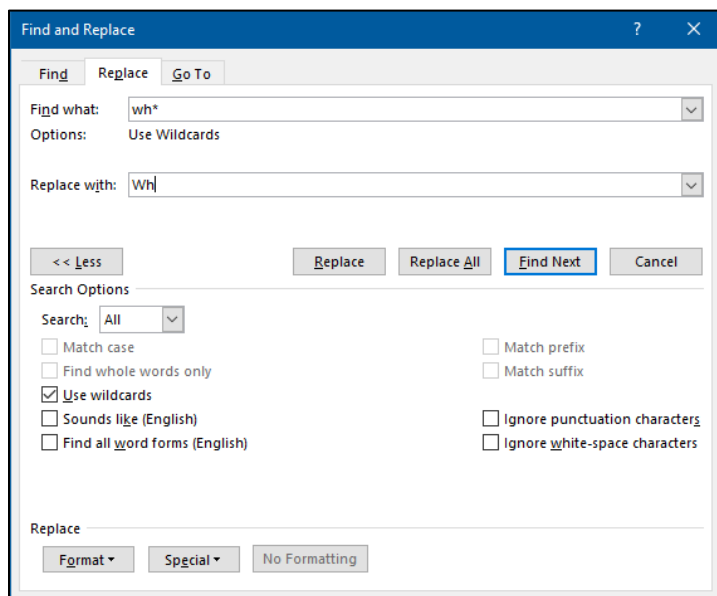 Find and Replace ? ×
Find Replace Go To
Find what: wh*
Options: Use Wildcards
Replace with: Wh
<< Less Replace Replace All Find Next Cancel
Search Options
Search: All
Match case Match prefix
Find whole words only Match suffix
Use wildcards
Sounds like (English) Ignore punctuation characters
Find all word forms (English) Ignore white-space characters
Replace
Format Special No Formatting